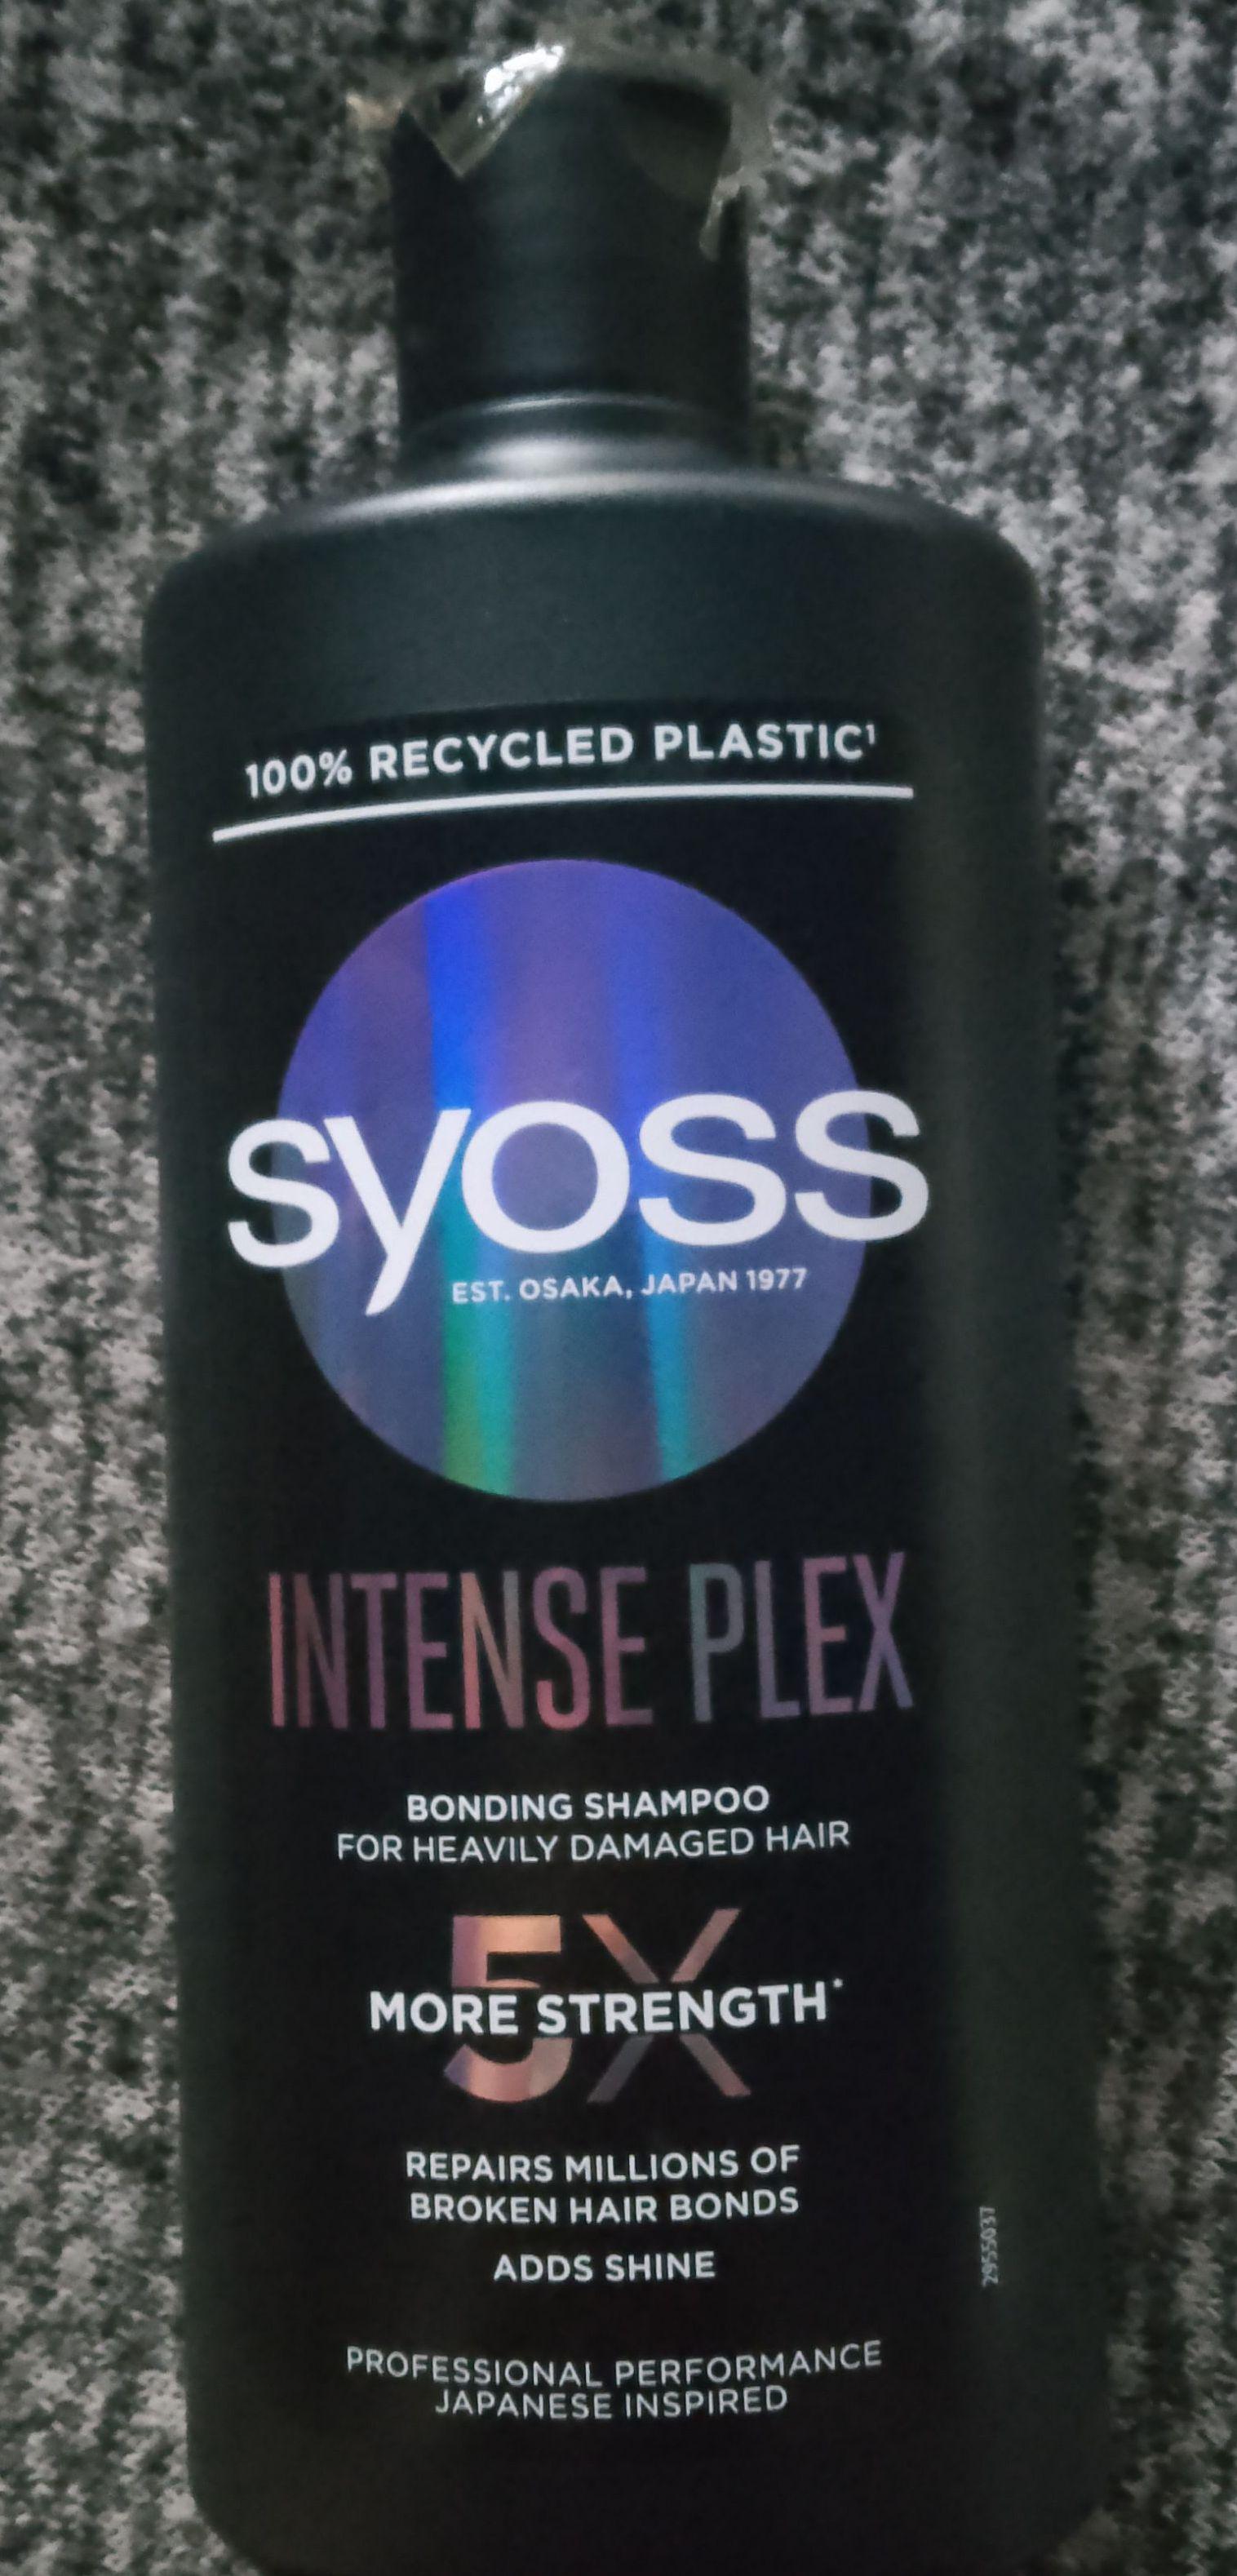 100% RECYCLED PLASTIC¹
syoss
EST. OSAKA, JAPAN 1977
INTENSE PLEX
BONDING SHAMPOO
FOR HEAVILY DAMAGED HAIR
5X
MORE STRENGTH*
REPAIRS MILLIONS OF
BROKEN HAIR BONDS
ADDS SHINE
2955037
PROFESSIONAL PERFORMANCE
JAPANESE INSPIRED